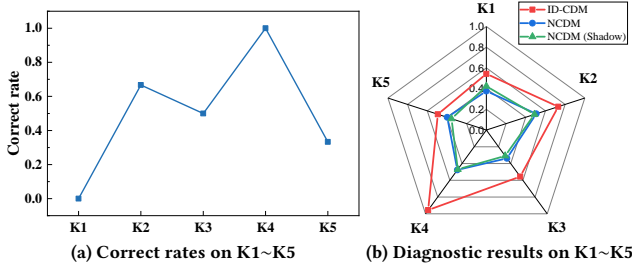 Correct rate
1.0
0.8
0.6
0.4
0.2
0.0
K1
K2
K3
K4
K5
(a) Correct rates on K1~K5
ID-CDM
NCDM
NCDM (Shadow)
K1
1.0
0.8
0.6
0.4
0.2
0.0
K2
K3
K4
K5
(b) Diagnostic results on K1~K5